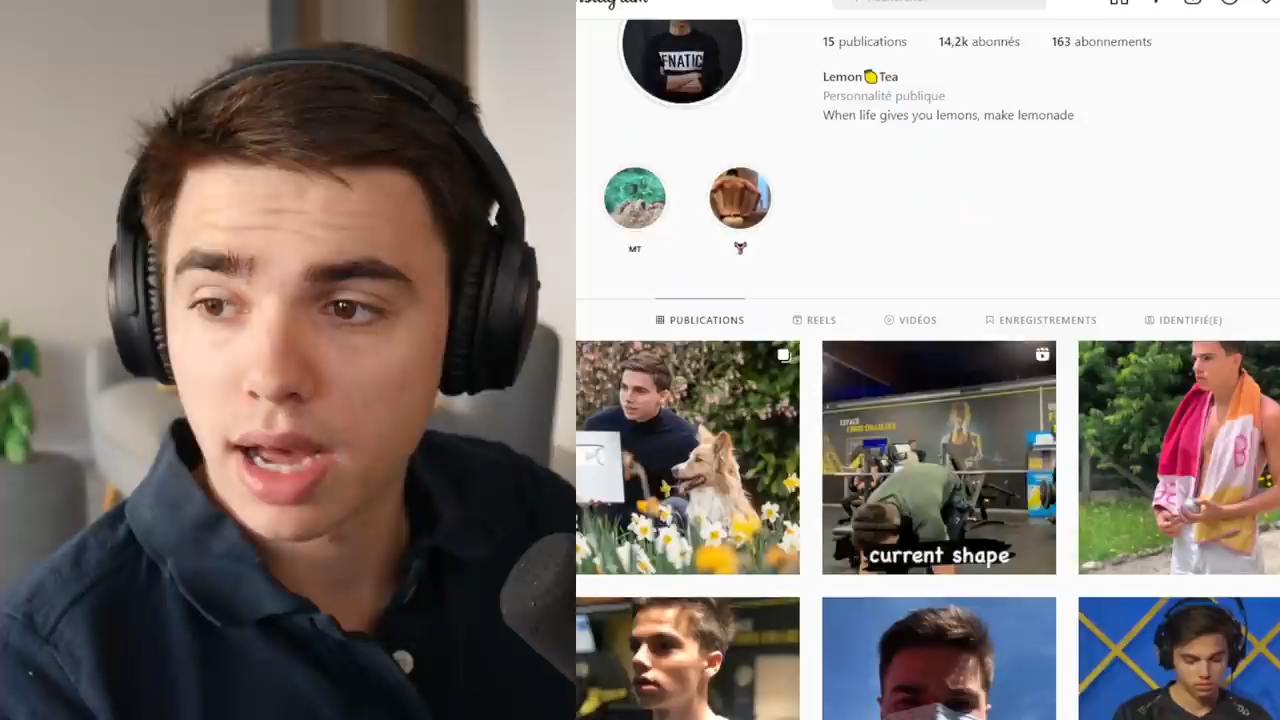 Instagram
15 publications 14,2k abonnés 163 abonnements
Lemon🍋Tea
Personnalité publique
When life gives you lemons, make lemonade
FNATIC
MT
PUBLICATIONS REELS VIDÉOS ENREGISTREMENTS IDENTIFIÉ(E)
current shape